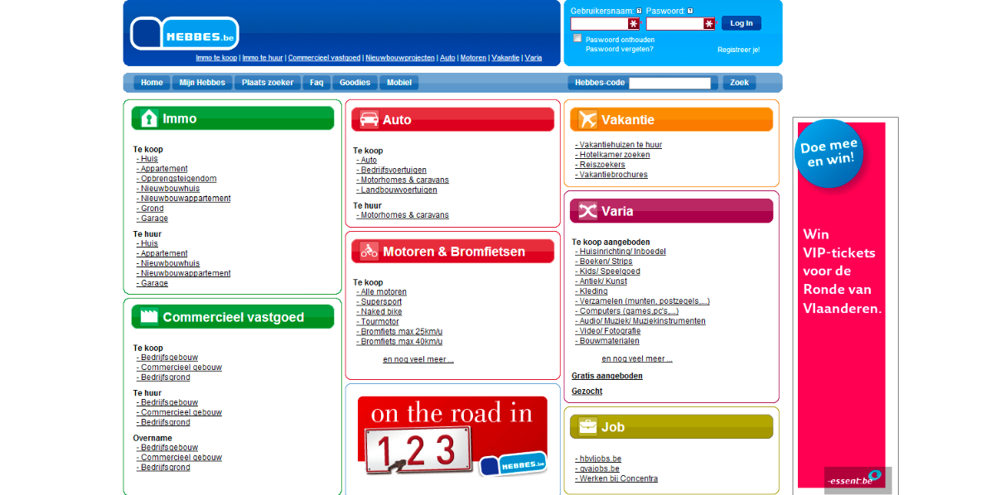 HEBBES.be
Immo te koop | Immo te huur | Commercieel vastgoed | Nieuwbouwprojecten | Auto | Motoren | Vakantie | Varia
Gebruikersnaam: ? Paswoord: ?
* * Log In
Paswoord onthouden
Paswoord vergeten? Registreer je!
Home Mijn Hebbes Plaats zoeker Faq Goodies Mobiel Hebbes-code Zoek
Immo
Te koop
- Huis
- Appartement
- Opbrengsteigendom
- Nieuwbouwhuis
- Nieuwbouwappartement
- Grond
- Garage
Te huur
- Huis
- Appartement
- Nieuwbouwhuis
- Nieuwbouwappartement
- Garage
Commercieel vastgoed
Te koop
- Bedrijfsgebouw
- Commercieel gebouw
- Bedrijfsgrond
Te huur
- Bedrijfsgebouw
- Commercieel gebouw
- Bedrijfsgrond
Overname
- Bedrijfsgebouw
- Commercieel gebouw
- Bedrijfsgrond
Auto
Te koop
- Auto
- Bedrijfsvoertuigen
- Motorhomes & caravans
- Landbouwvoertuigen
Te huur
- Motorhomes & caravans
Motoren & Bromfietsen
Te koop
- Alle motoren
- Supersport
- Naked bike
- Tourmotor
- Bromfiets max 25km/u
- Bromfiets max 40km/u
en nog veel meer ...
on the road in
1,2 3
HEBBES.be
Vakantie
- Vakantiehuizen te huur
- Hotelkamer zoeken
- Reiszoekers
- Vakantiebrochures
Varia
Te koop aangeboden
- Huisinrichting/ Inboedel
- Boeken/ Strips
- Kids/ Speelgoed
- Antiek/ Kunst
- Kleding
- Verzamelen (munten, postzegels,...)
- Computers (games,pc's,...)
- Audio/ Muziek/ Muziekinstrumenten
- Video/ Fotografie
- Bouwmaterialen
en nog veel meer ...
Gratis aangeboden
Gezocht
Job
- hbvljobs.be
- gvajobs.be
- Werken bij Concentra
Doe mee
en win!
Win
VIP-tickets
voor de
Ronde van
Vlaanderen.
-essent.be